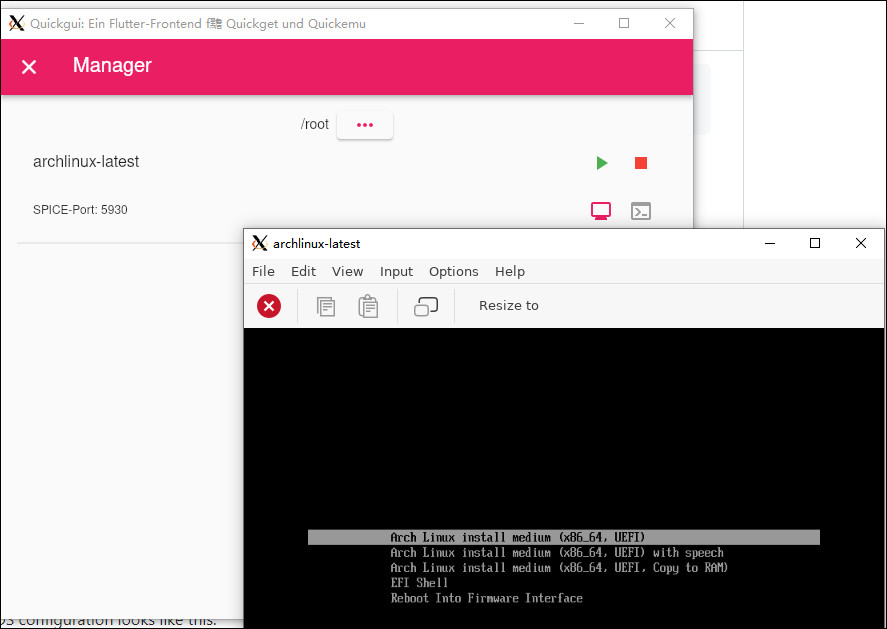 Quickgui: Ein Flutter-Frontend Quickget und Quickemu
Manager
/root
archlinux-latest
SPICE-Port: 5930
archlinux-latest
File Edit View Input Options Help
Resize to
Arch Linux install medium (x86_64, UEFI)
Arch Linux install medium (x86_64, UEFI) with speech
Arch Linux install medium (x86_64, UEFI, Copy to RAM)
EFI Shell
Reboot Into Firmware Interface
configuration looks like this.